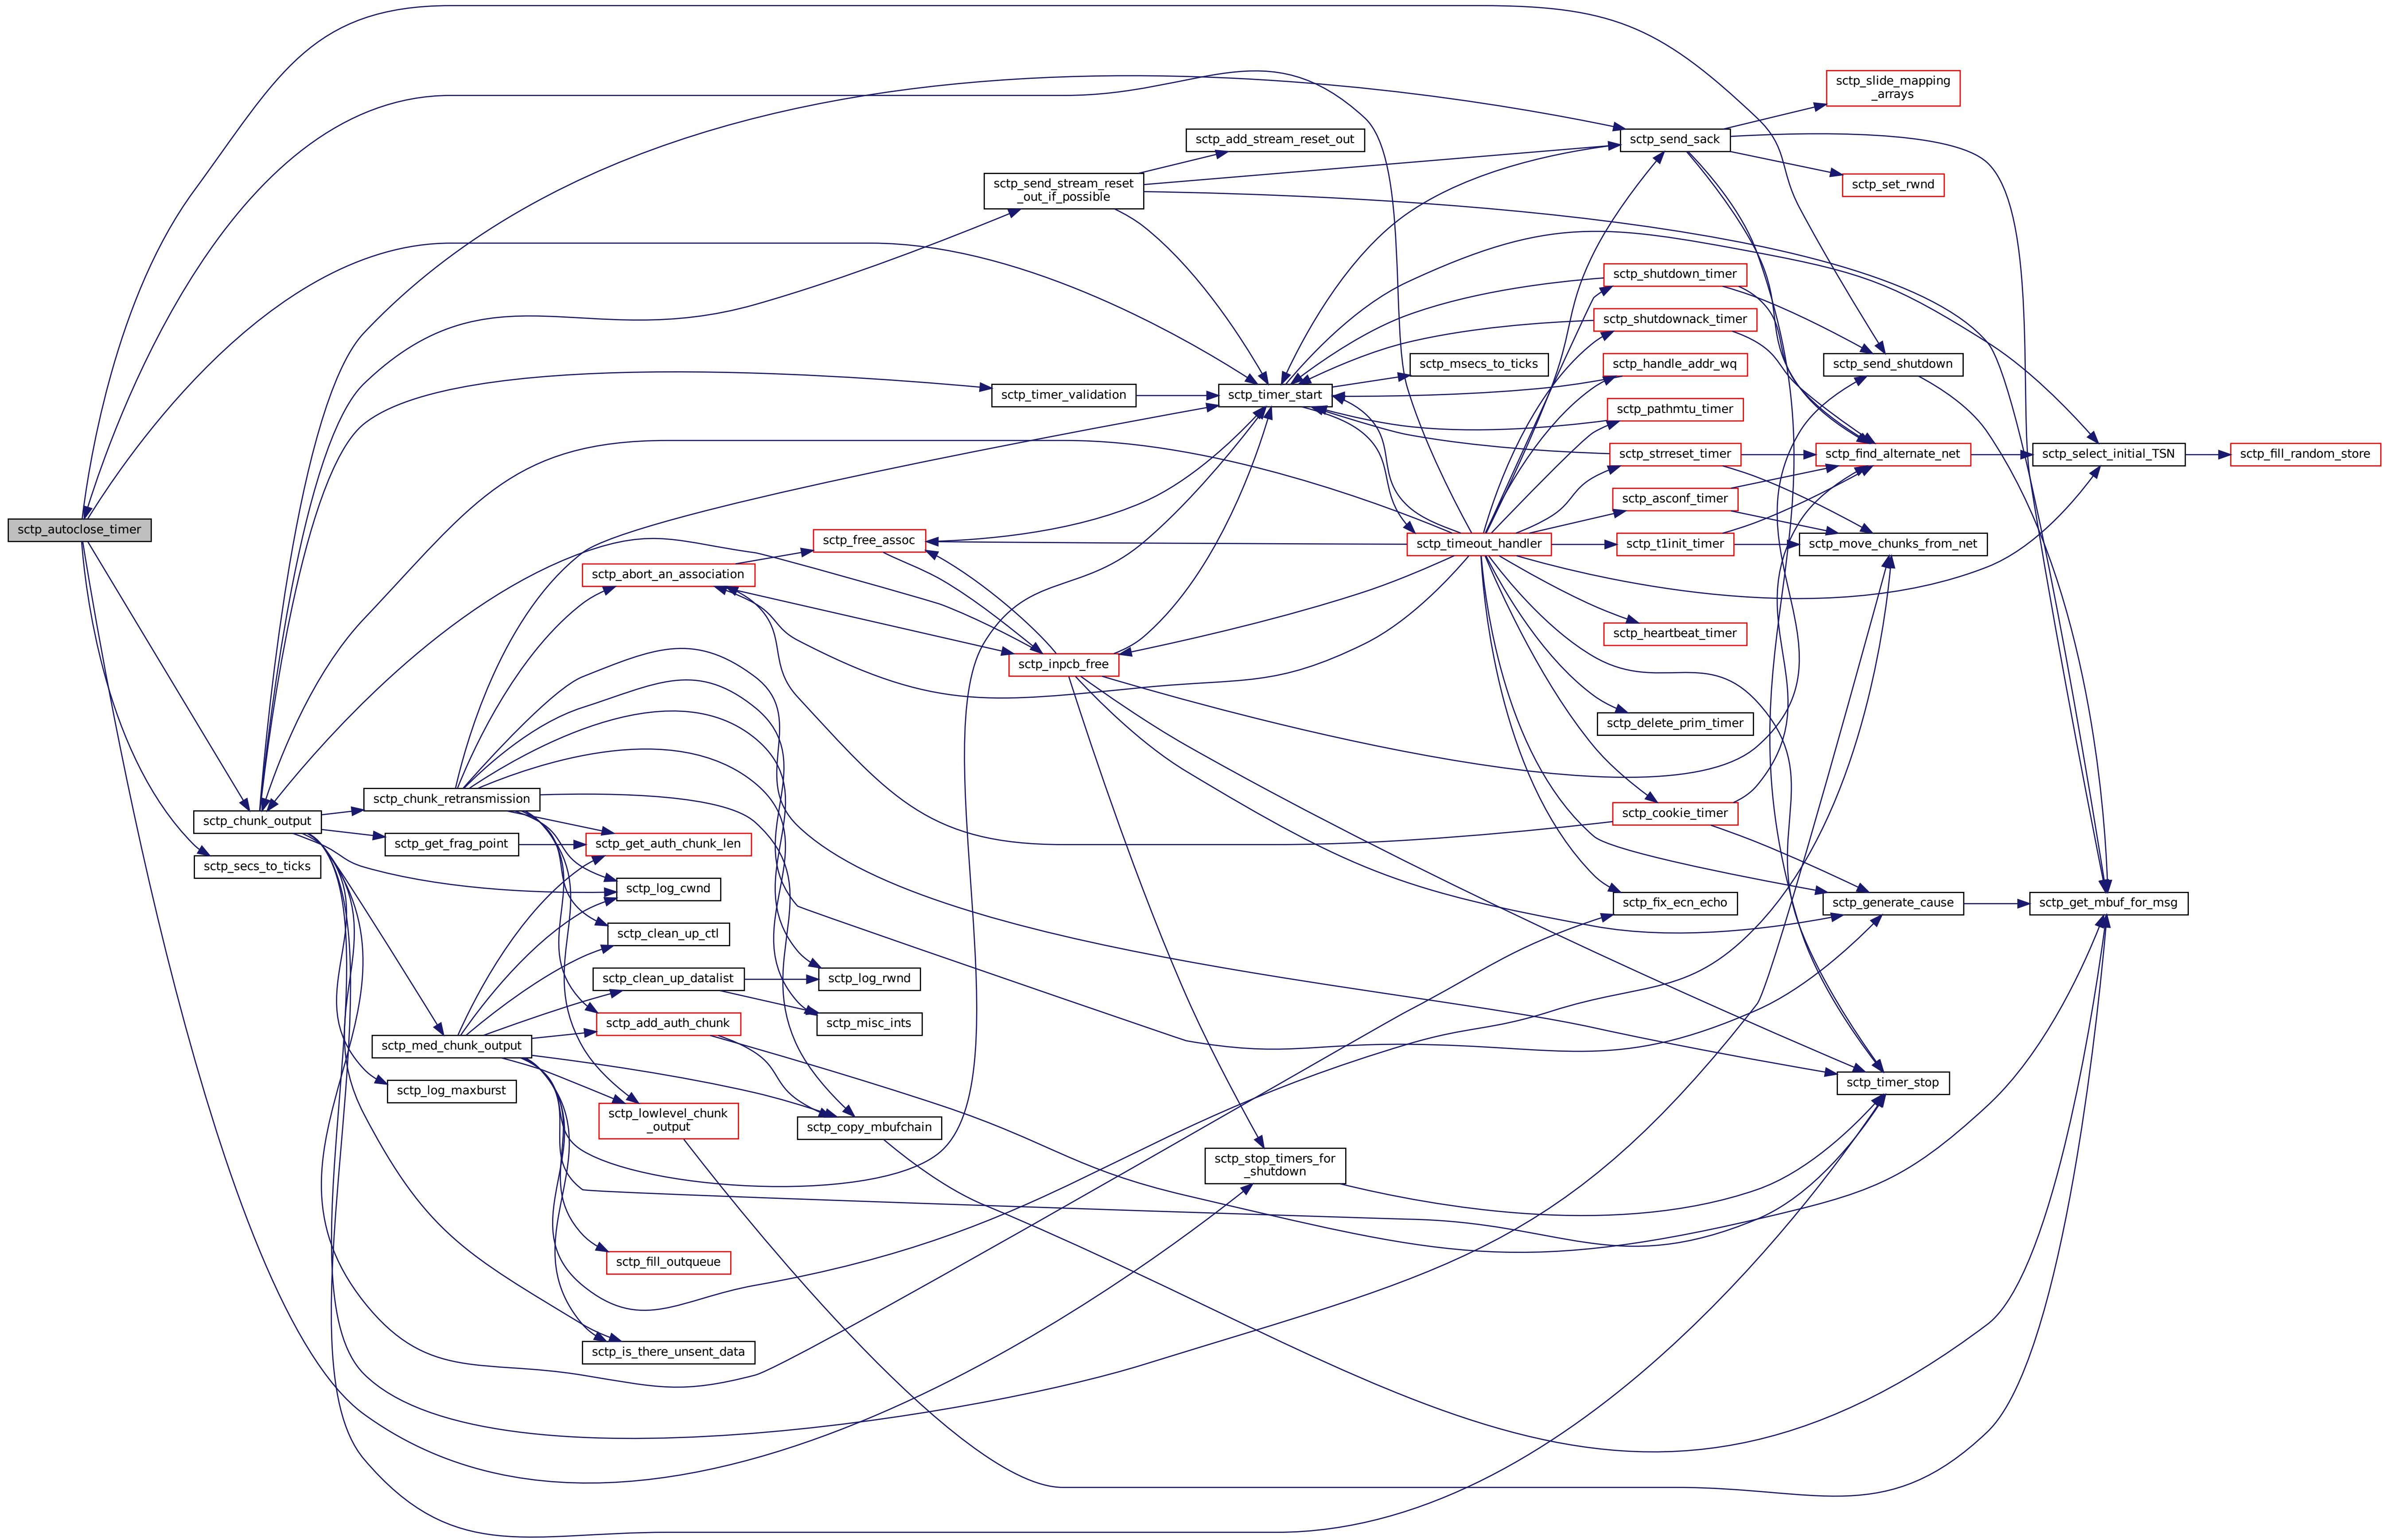 sctp_slide_mapping
_arrays
sctp_add_stream_reset_out
sctp_send_sack
sctp_send_stream_reset
_out_if_possible
sctp_set_rwnd
sctp_shutdown_timer
sctp_shutdownack_timer
sctp_msecs_to_ticks
sctp_handle_addr_wq
sctp_send_shutdown
sctp_timer_validation
sctp_timer_start
sctp_pathmtu_timer
sctp_strreset_timer
sctp_find_alternate_net
sctp_select_initial_TSN
sctp_fill_random_store
sctp_asconf_timer
sctp_autoclose_timer
sctp_free_assoc
sctp_timeout_handler
sctp_t1init_timer
sctp_move_chunks_from_net
sctp_abort_an_association
sctp_heartbeat_timer
sctp_inpcb_free
sctp_delete_prim_timer
sctp_chunk_retransmission
sctp_chunk_output
sctp_cookie_timer
sctp_get_frag_point
sctp_get_auth_chunk_len
sctp_secs_to_ticks
sctp_log_cwnd
sctp_fix_ecn_echo
sctp_generate_cause
sctp_get_mbuf_for_msg
sctp_clean_up_ctl
sctp_clean_up_datalist
sctp_log_rwnd
sctp_add_auth_chunk
sctp_misc_ints
sctp_med_chunk_output
sctp_log_maxburst
sctp_timer_stop
sctp_lowlevel_chunk
_output
sctp_copy_mbufchain
sctp_stop_timers_for
_shutdown
sctp_fill_outqueue
sctp_is_there_unsent_data